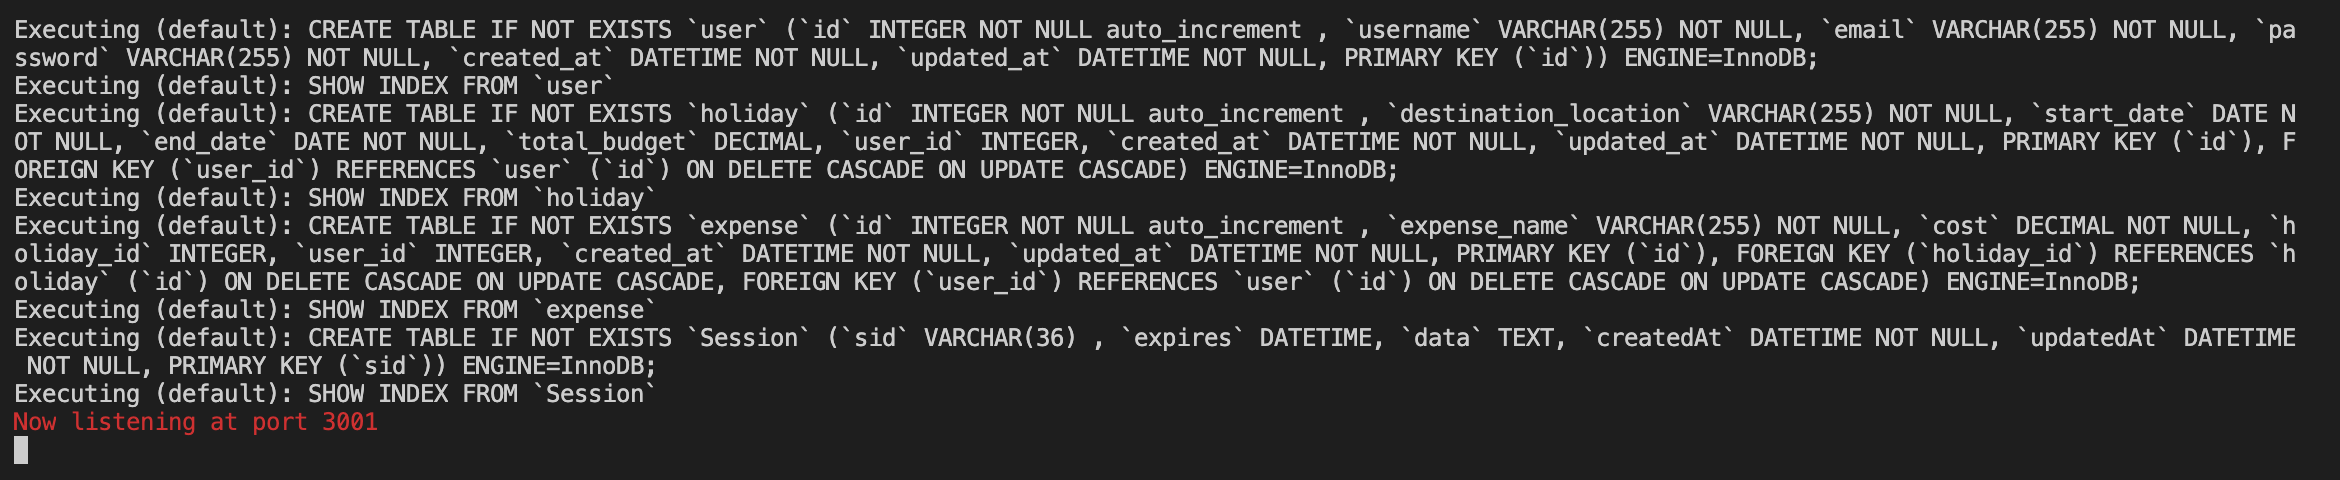 Executing (default): CREATE TABLE IF NOT EXISTS `user` (`id` INTEGER NOT NULL auto_increment , `username` VARCHAR(255) NOT NULL, `email` VARCHAR(255) NOT NULL, `pa
ssword` VARCHAR(255) NOT NULL, `created_at` DATETIME NOT NULL, `updated_at` DATETIME NOT NULL, PRIMARY KEY (`id`)) ENGINE=InnoDB;
Executing (default): SHOW INDEX FROM `user`
Executing (default): CREATE TABLE IF NOT EXISTS `holiday` (`id` INTEGER NOT NULL auto_increment , `destination_location` VARCHAR(255) NOT NULL, `start_date` DATE N
OT NULL, `end_date` DATE NOT NULL, `total_budget` DECIMAL, `user_id` INTEGER, `created_at` DATETIME NOT NULL, `updated_at` DATETIME NOT NULL, PRIMARY KEY (`id`), F
OREIGN KEY (`user_id`) REFERENCES `user` (`id`) ON DELETE CASCADE ON UPDATE CASCADE) ENGINE=InnoDB;
Executing (default): SHOW INDEX FROM `holiday`
Executing (default): CREATE TABLE IF NOT EXISTS `expense` (`id` INTEGER NOT NULL auto_increment , `expense_name` VARCHAR(255) NOT NULL, `cost` DECIMAL NOT NULL, `h
oliday_id` INTEGER, `user_id` INTEGER, `created_at` DATETIME NOT NULL, `updated_at` DATETIME NOT NULL, PRIMARY KEY (`id`), FOREIGN KEY (`holiday_id`) REFERENCES `h
oliday` (`id`) ON DELETE CASCADE ON UPDATE CASCADE, FOREIGN KEY (`user_id`) REFERENCES `user` (`id`) ON DELETE CASCADE ON UPDATE CASCADE) ENGINE=InnoDB;
Executing (default): SHOW INDEX FROM `expense`
Executing (default): CREATE TABLE IF NOT EXISTS `Session` (`sid` VARCHAR(36) , `expires` DATETIME, `data` TEXT, `createdAt` DATETIME NOT NULL, `updatedAt` DATETIME
 NOT NULL, PRIMARY KEY (`sid`)) ENGINE=InnoDB;
Executing (default): SHOW INDEX FROM `Session`
Now listening at port 3001